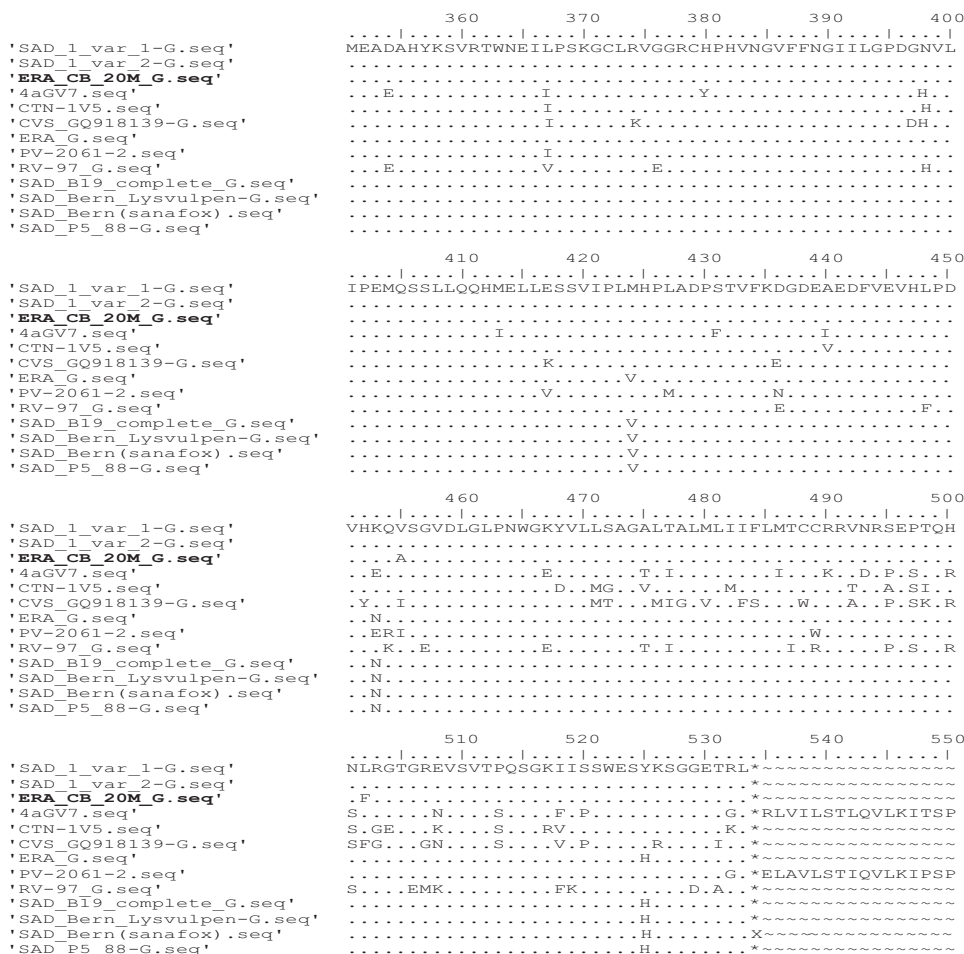 360 370 380 390 400
'SAD_1_var_1-G.seq' MEADAHYKSVRTWNEILPSKGCLRVGGRCHPHVNGVFFNGIILGPDGNVL
'SAD_1_var_2-G.seq' ..................................................
'ERA_CB_20M_G.seq' ..................................................
'4aGV7.seq' ...E............I............Y.................H..
'CTN-1V5.seq' ................I..............................H..
'CVS_GQ918139-G.seq' ................I......K......................DH..
'ERA_G.seq' ..................................................
'PV-2061-2.seq' ................I.................................
'RV-97_G.seq' ...E............V........E.....................H..
'SAD_B19_complete_G.seq' ..................................................
'SAD_Bern_Lysvulpen-G.seq' ..................................................
'SAD_Bern(sanafox).seq' ..................................................
'SAD_P5_88-G.seq' ..................................................
410 420 430 440 450
'SAD_1_var_1-G.seq' IPEMQSSLLQQHMELLESSVIPLMHPLADPSTVFKDGDEAEDFVEVHLPD
'SAD_1_var_2-G.seq' ..................................................
'ERA_CB_20M_G.seq' ..................................................
'4aGV7.seq' ............I.................F........I..........
'CTN-1V5.seq' .......................................V..........
'CVS_GQ918139-G.seq' ................K..................E..............
'ERA_G.seq' .......................V..........................
'PV-2061-2.seq' ................V.........M........N..............
'RV-97_G.seq' ...................................E...........F..
'SAD_B19_complete_G.seq' .......................V..........................
'SAD_Bern_Lysvulpen-G.seq' .......................V..........................
'SAD_Bern(sanafox).seq' .......................V..........................
'SAD_P5_88-G.seq' .......................V..........................
460 470 480 490 500
'SAD_1_var_1-G.seq' VHKQVSGVDLGLPNWGKYVLLSAGALTALMLIIFLMTCCRRVNRSEPTQH
'SAD_1_var_2-G.seq' ..................................................
'ERA_CB_20M_G.seq' ....A.............................................
'4aGV7.seq' ..E.............E.......T.I........I...K..D.P.S..R
'CTN-1V5.seq' .................D..MG..V......M.........T..A.SI..
'CVS_GQ918139-G.seq' .Y..I...............MT...MIG.V..FS...W...A..P.SK.R
'ERA_G.seq' ..N...............................................
'PV-2061-2.seq' ..ERI.................................W...........
'RV-97_G.seq' ...K..E.........E.......T.I.........I.R.....P.S..R
'SAD_B19_complete_G.seq' ..N...............................................
'SAD_Bern_Lysvulpen-G.seq' ..N...............................................
'SAD_Bern(sanafox).seq' ..N...............................................
'SAD_P5_88-G.seq' ..N...............................................
510 520 530 540 550
'SAD_1_var_1-G.seq' NLRGTGREVSVTPQSGKIISSWESYKSGGETRL*~~~~~~~~~~~~~~~~
'SAD_1_var_2-G.seq' .................................*~~~~~~~~~~~~~~~~
'ERA_CB_20M_G.seq' .F...............................*~~~~~~~~~~~~~~~~
'4aGV7.seq' S......N....S....F.P...........G.*RLVILSTLQVLKITSP
'CTN-1V5.seq' S.GE...K....S...RV.............K.*~~~~~~~~~~~~~~~~
'CVS_GQ918139-G.seq' SFG...GN....S....V.P.....R....I..*~~~~~~~~~~~~~~~~
'ERA_G.seq' ........................H........*~~~~~~~~~~~~~~~~
'PV-2061-2.seq' ...............................G.*ELAVLSTIQVLKIPSP
'RV-97_G.seq' S....EMK.........FK.........D.A..*~~~~~~~~~~~~~~~~
'SAD_B19_complete_G.seq' ........................H........*~~~~~~~~~~~~~~~~
'SAD_Bern_Lysvulpen-G.seq' ........................H........*~~~~~~~~~~~~~~~~
'SAD_Bern(sanafox).seq' ........................H........X~~~~~~~~~~~~~~~~
'SAD_P5_88-G.seq' ........................H........*~~~~~~~~~~~~~~~~